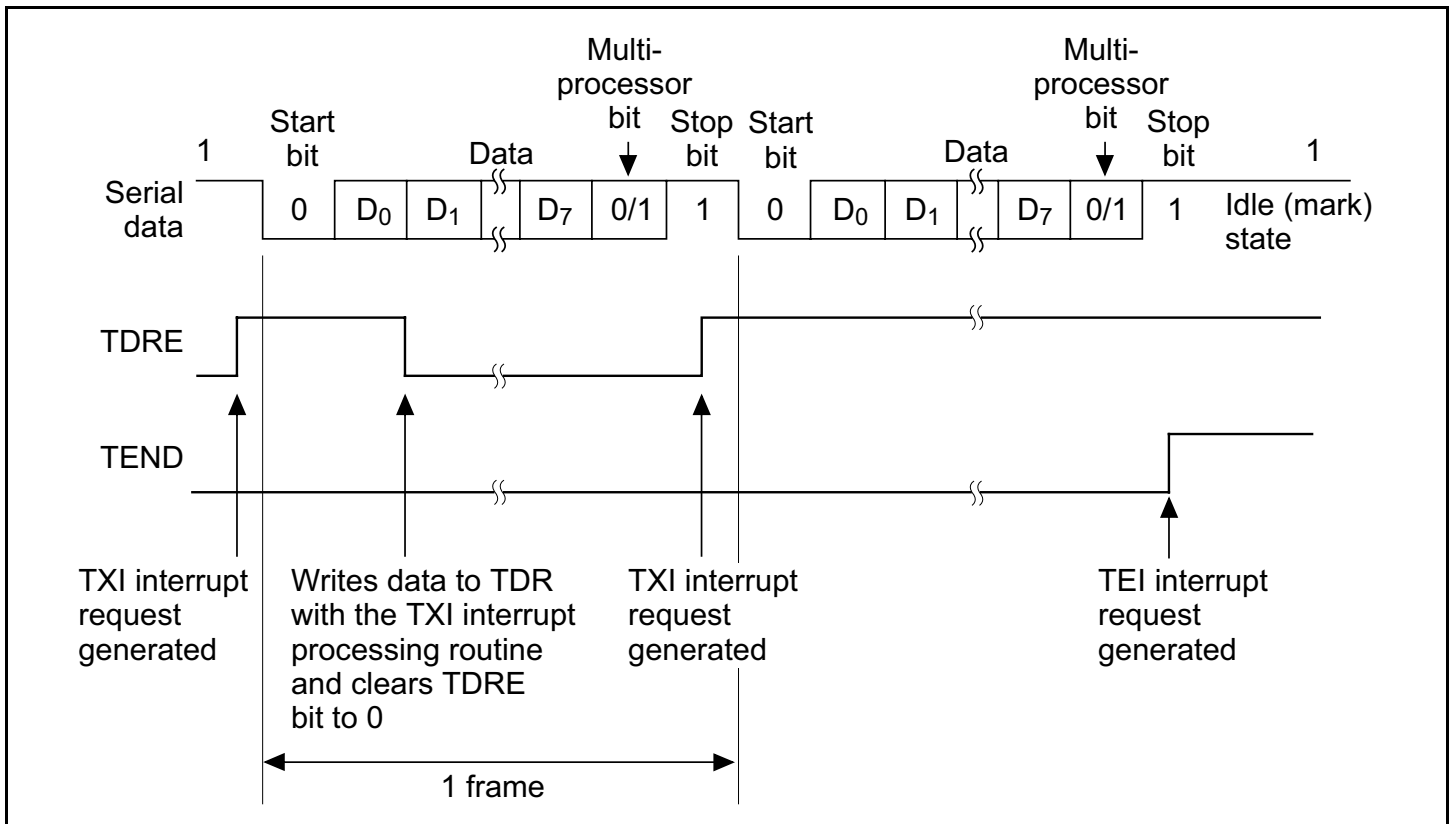 Multi-
processor
bit
Multi-
processor
bit
1
Start
bit
Data
Stop
bit
Start
bit
Data
Stop
bit
1
Serial
data
0 D0 D1 D7 0/1 1 0 D0 D1 D7 0/1 1
Idle (mark)
state
TDRE
TEND
TXI interrupt
request
generated
Writes data to TDR
with the TXI interrupt
processing routine
and clears TDRE
bit to 0
TXI interrupt
request
generated
TEI interrupt
request
generated
1 frame